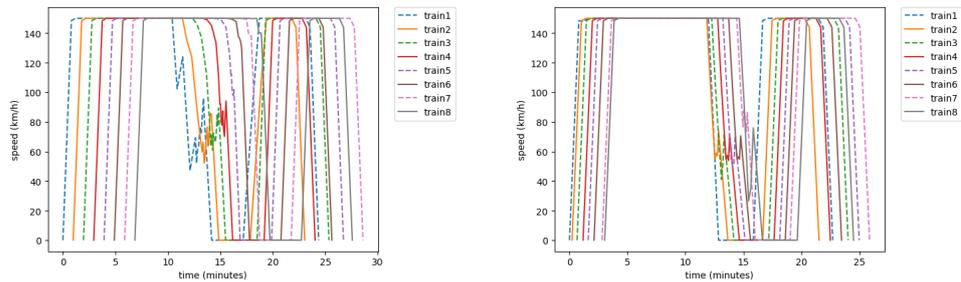 140
120
100
80
60
40
20
0
speed (km/h)
0 5 10 15 20 25 30
time (minutes)
train1
train2
train3
train4
train5
train6
train7
train8
140
120
100
80
60
40
20
0
speed (km/h)
0 5 10 15 20 25
time (minutes)
train1
train2
train3
train4
train5
train6
train7
train8